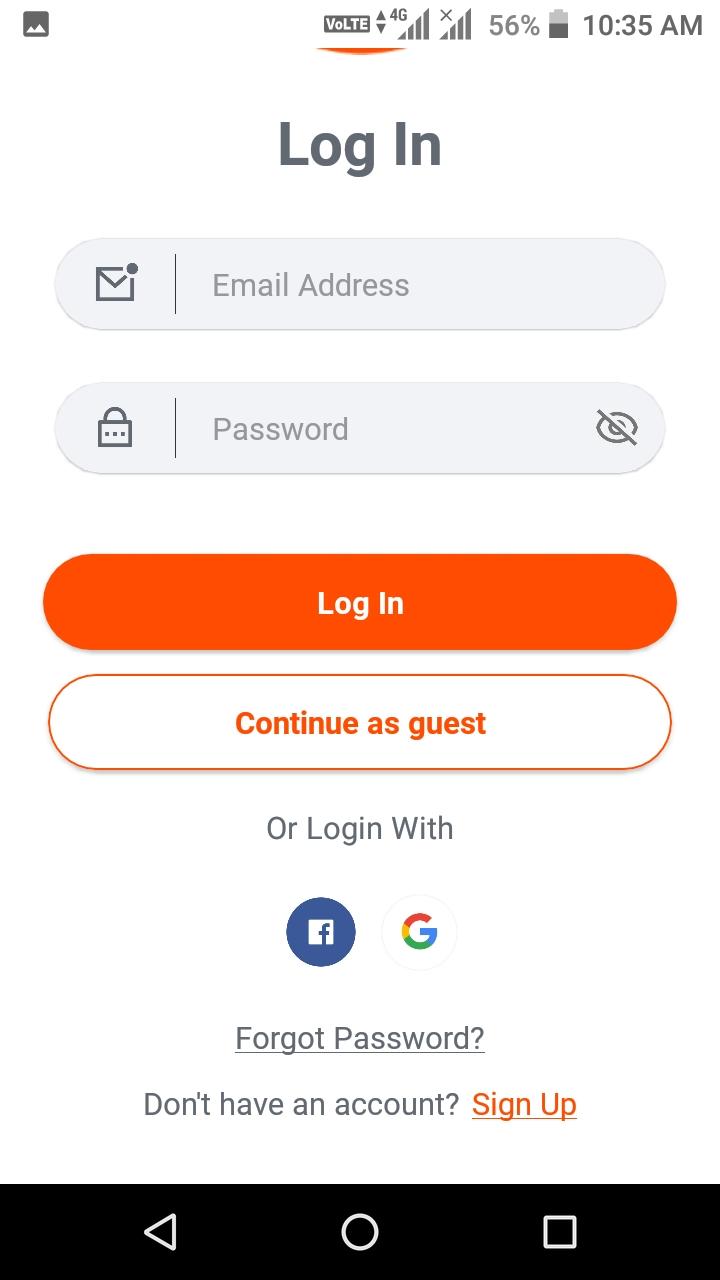 VoLTE 4G 56% 10:35 AM
Log In
Email Address
Password
Log In
Continue as guest
Or Login With
Forgot Password?
Don't have an account? Sign Up